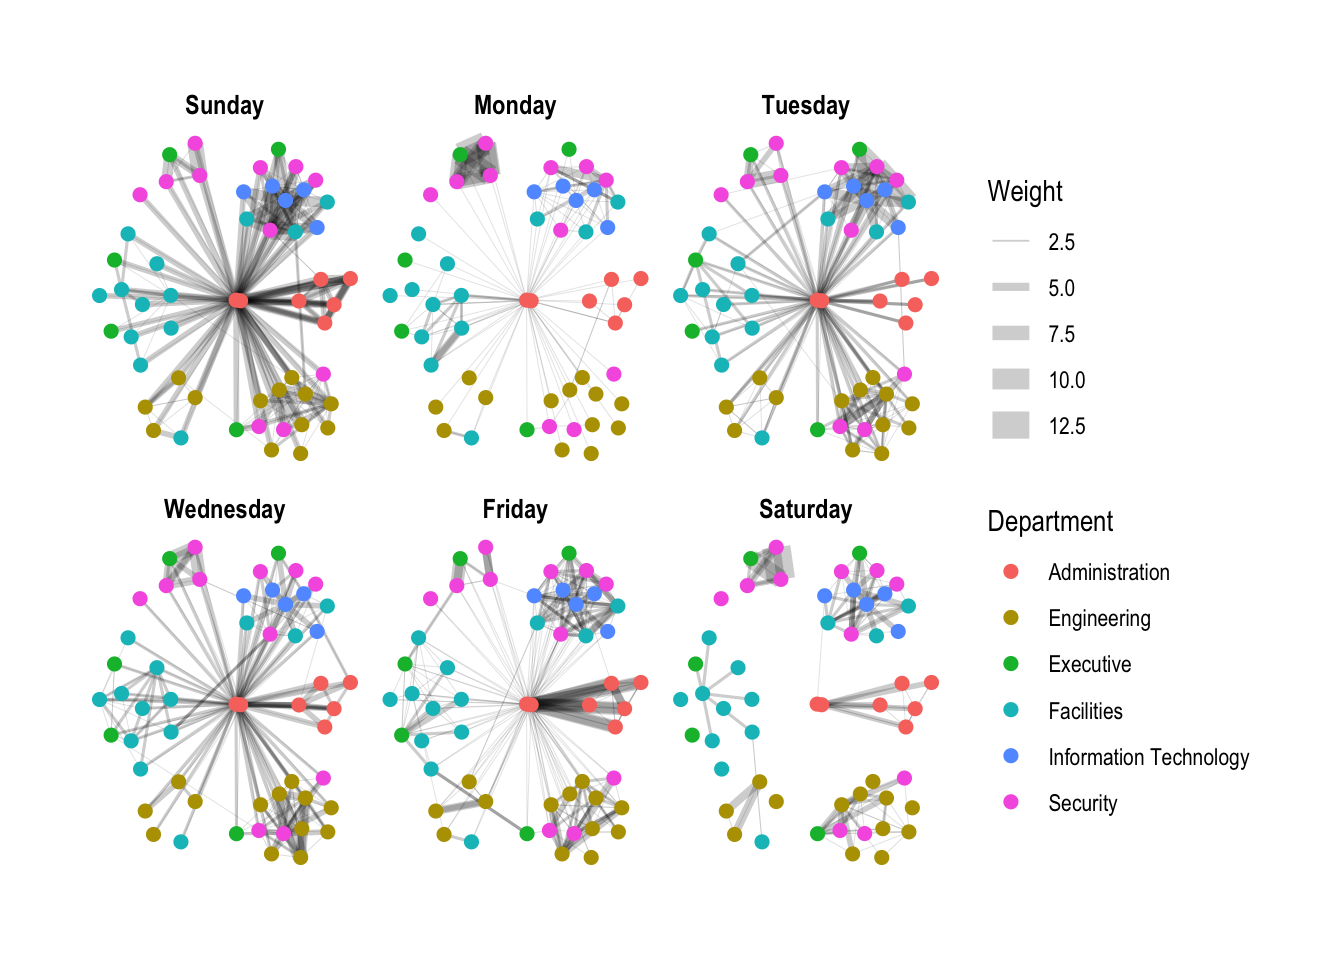 Sunday
Monday
Tuesday
Wednesday
Friday
Saturday
Weight
2.5
5.0
7.5
10.0
12.5
Department
Administration
Engineering
Executive
Facilities
Information Technology
Security